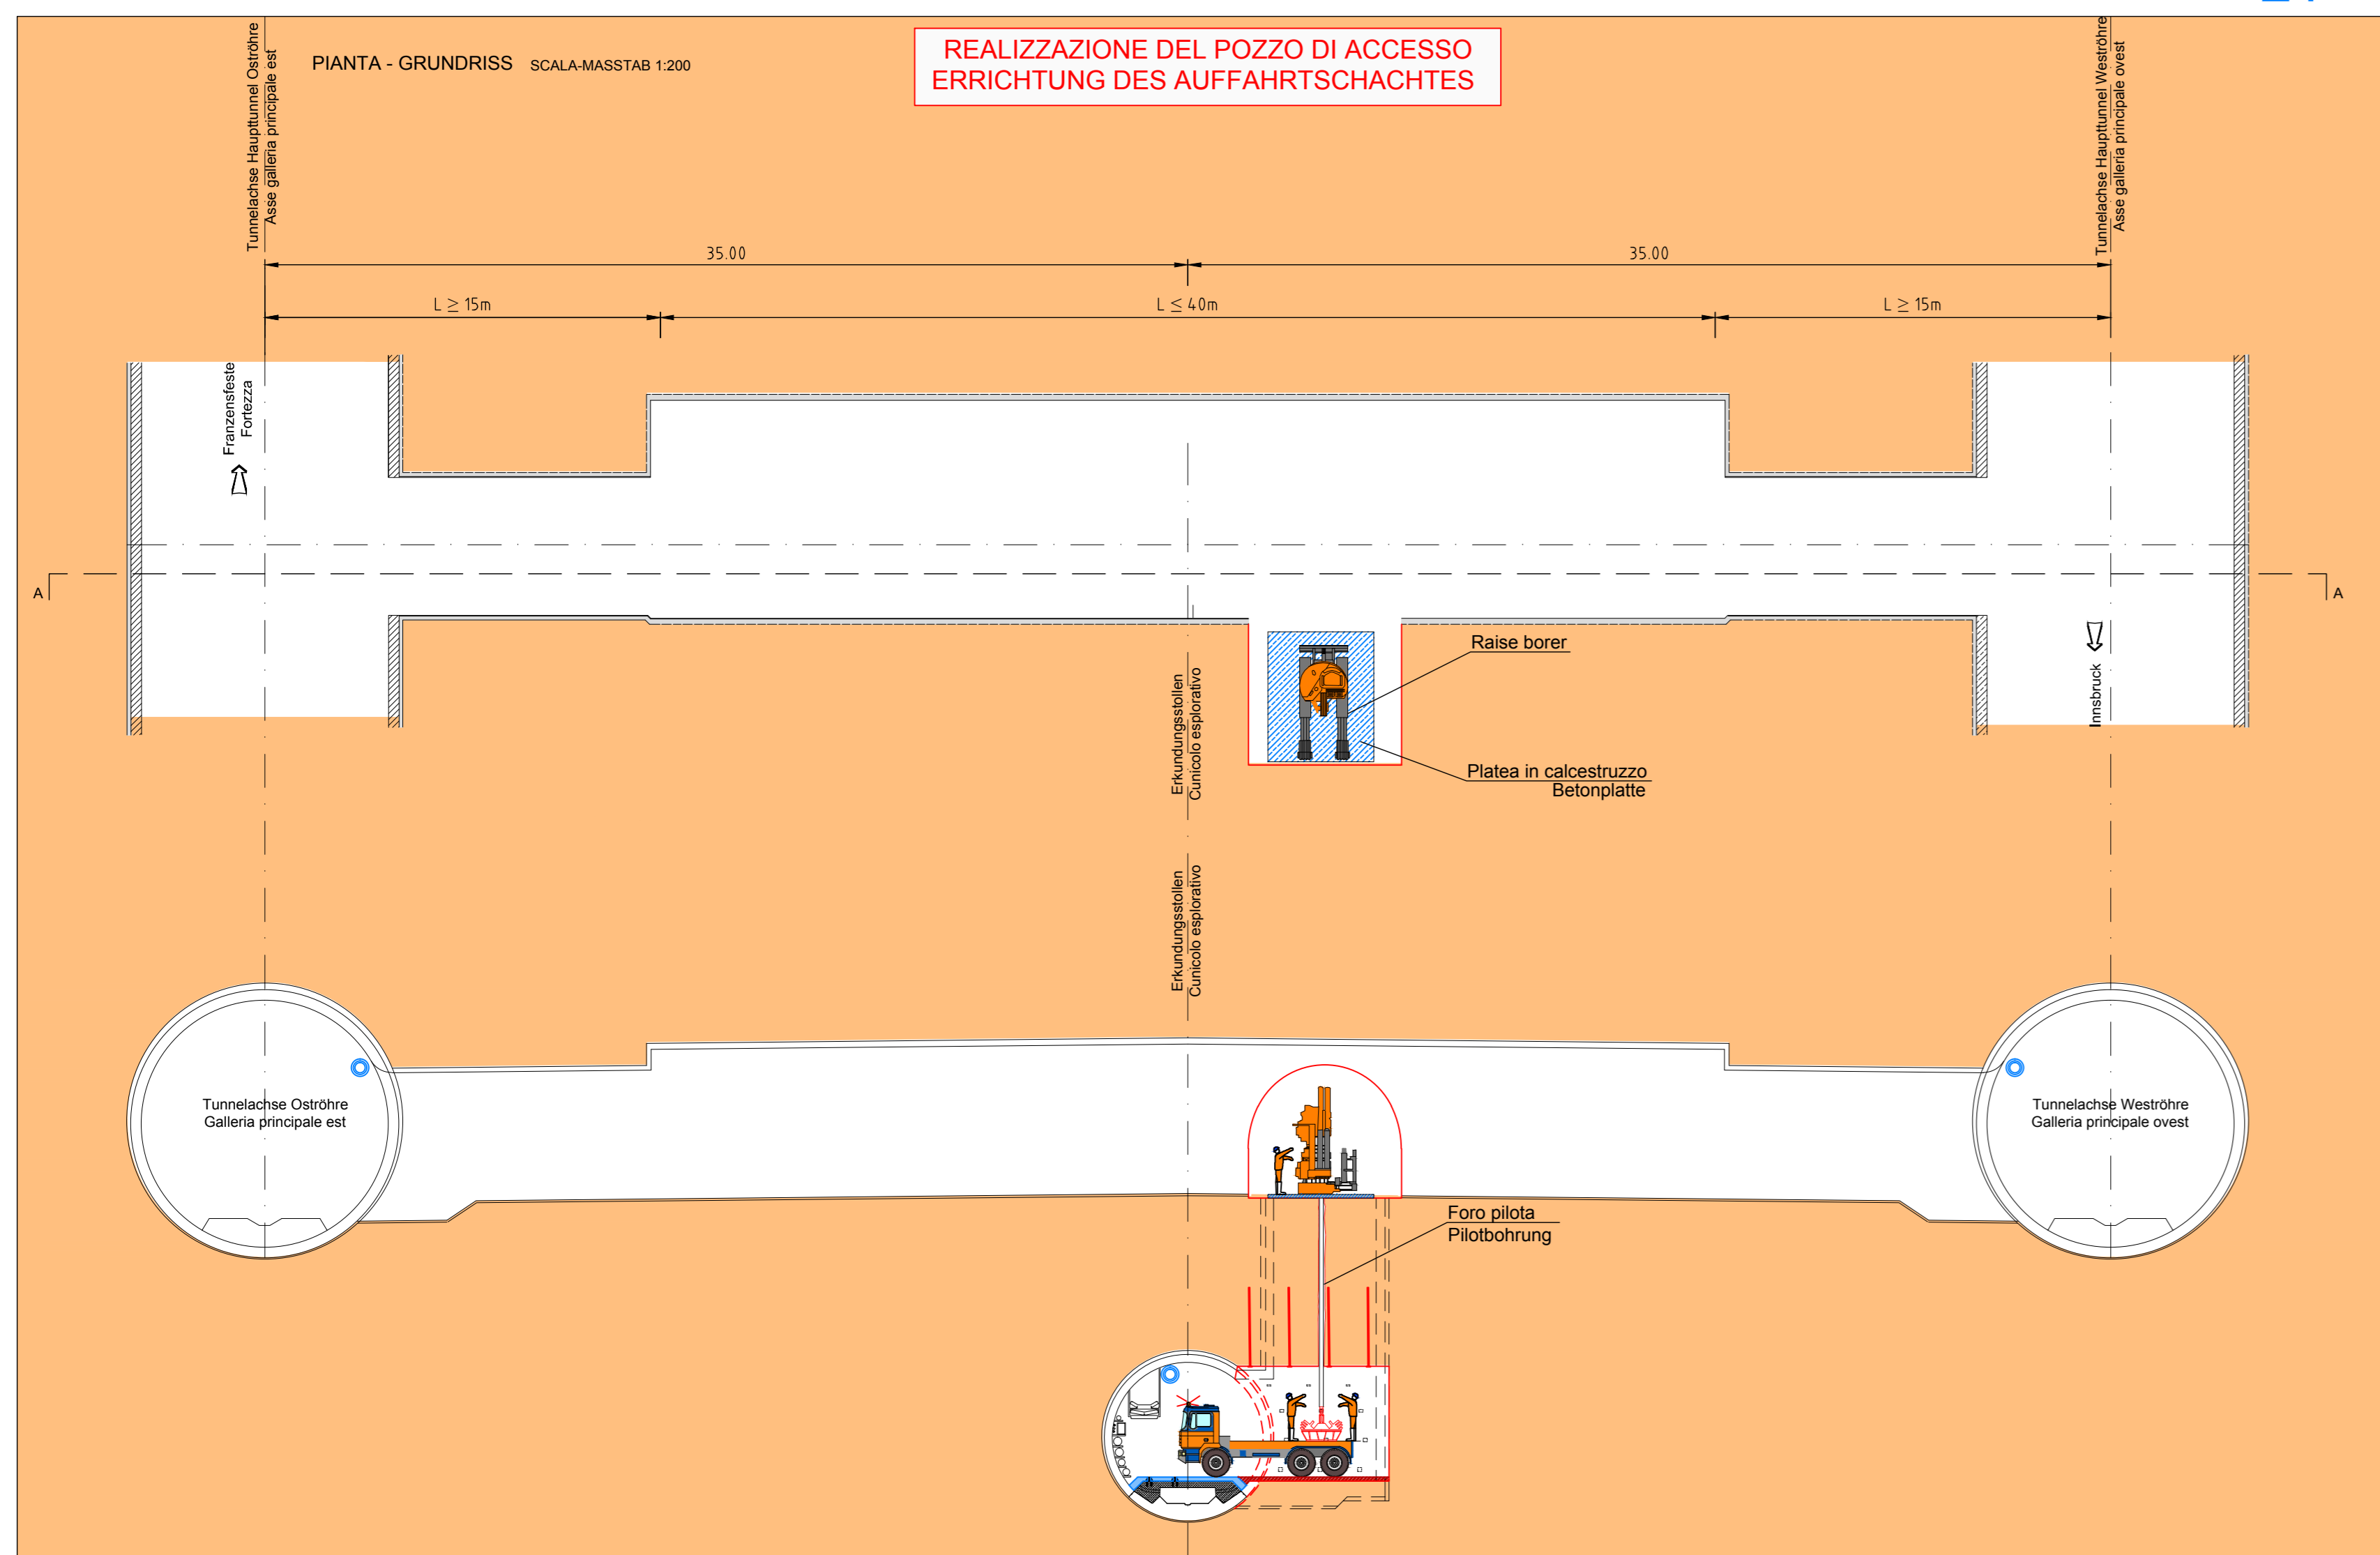 Tunnelachse Haupttunnel Oströhre
Asse galleria principale est
PIANTA - GRUNDRISS SCALA-MASSTAB 1:200
REALIZZAZIONE DEL POZZO DI ACCESSO
ERRICHTUNG DES AUFFAHRTSCHACHTES
Tunnelachse Haupttunnel Weströhre
Asse galleria principale ovest
35.00
35.00
L ≥ 15m
L ≤ 40m
L ≥ 15m
Franzensfeste
Fortezza
A
A
Raise borer
Innsbruck
Erkundungsstollen
Cunicolo esplorativo
Platea in calcestruzzo
Betonplatte
Erkundungsstollen
Cunicolo esplorativo
Tunnelachse Oströhre
Galleria principale est
Tunnelachse Weströhre
Galleria principale ovest
Foro pilota
Pilotbohrung